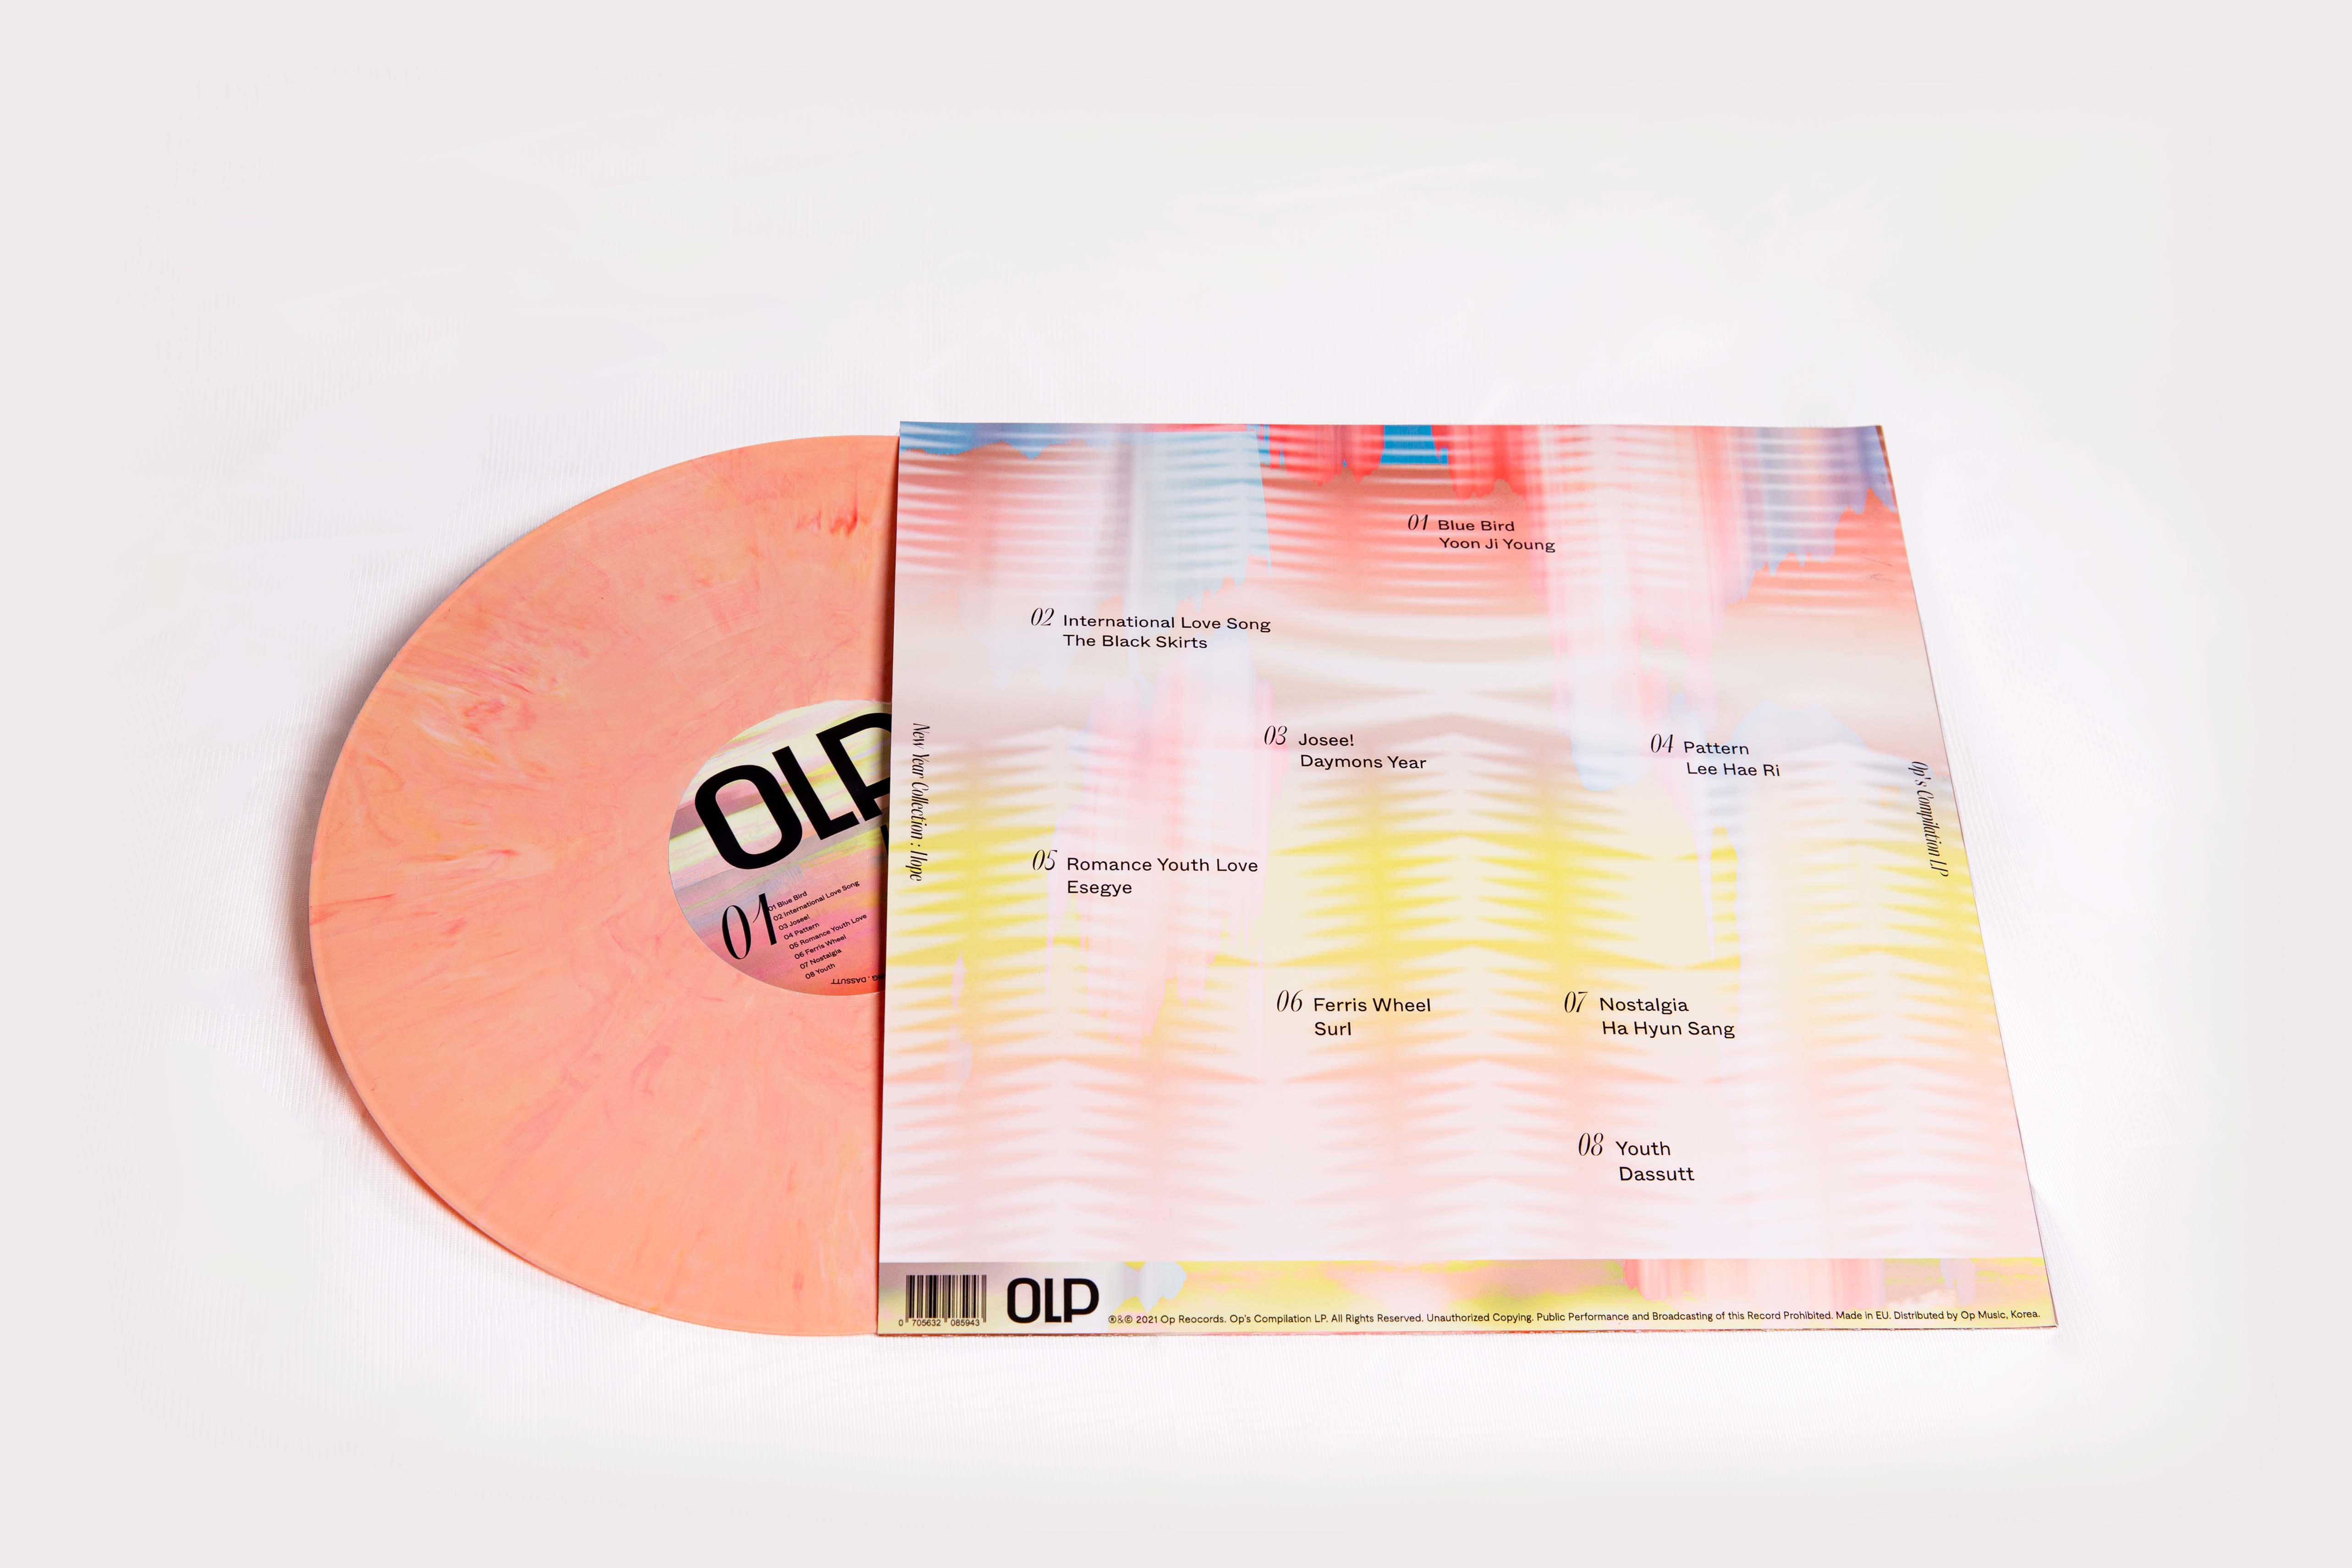 01 Blue Bird
Yoon Ji Young
02 International Love Song
The Black Skirts
03 Josee!
Daymons Year
04 Pattern
Lee Hae Ri
05 Romance Youth Love
Esegye
06 Ferris Wheel
Surl
07 Nostalgia
Ha Hyun Sang
08 Youth
Dassutt
New Year Collection : Hope
Op's Compilation LP
0 705632 085943
OLP
®&© 2021 Op Reocords. Op's Compilation LP. All Rights Reserved. Unauthorized Copying. Public Performance and Broadcasting of this Record Prohibited. Made in EU. Distributed by Op Music, Korea.
OLP
01
01 Blue Bird
02 International Love Song
03 Josee!
04 Pattern
05 Romance Youth Love
06 Ferris Wheel
07 Nostalgia
08 Youth
DASSUTT